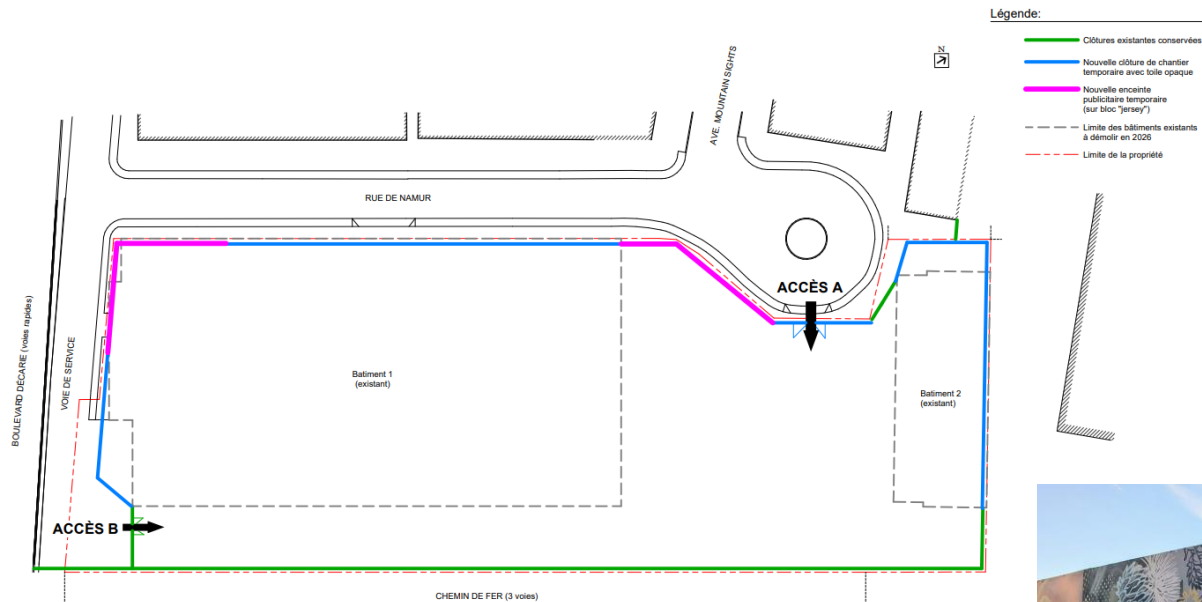 Légende:
Clôtures existantes conservées
Nouvelle clôture de chantier
temporaire avec toile opaque
Nouvelle enceinte
publicitaire temporaire
(sur bloc "jersey")
Limite des bâtiments existants
à démolir en 2026
Limite de la propriété
N
AVE. MOUNTAIN SIGHTS
RUE DE NAMUR
ACCÈS A
BOULEVARD DÉCARIE (voies rapides)
VOIE DE SERVICE
Batiment 1
(existant)
Batiment 2
(existant)
ACCÈS B
CHEMIN DE FER (3 voies)